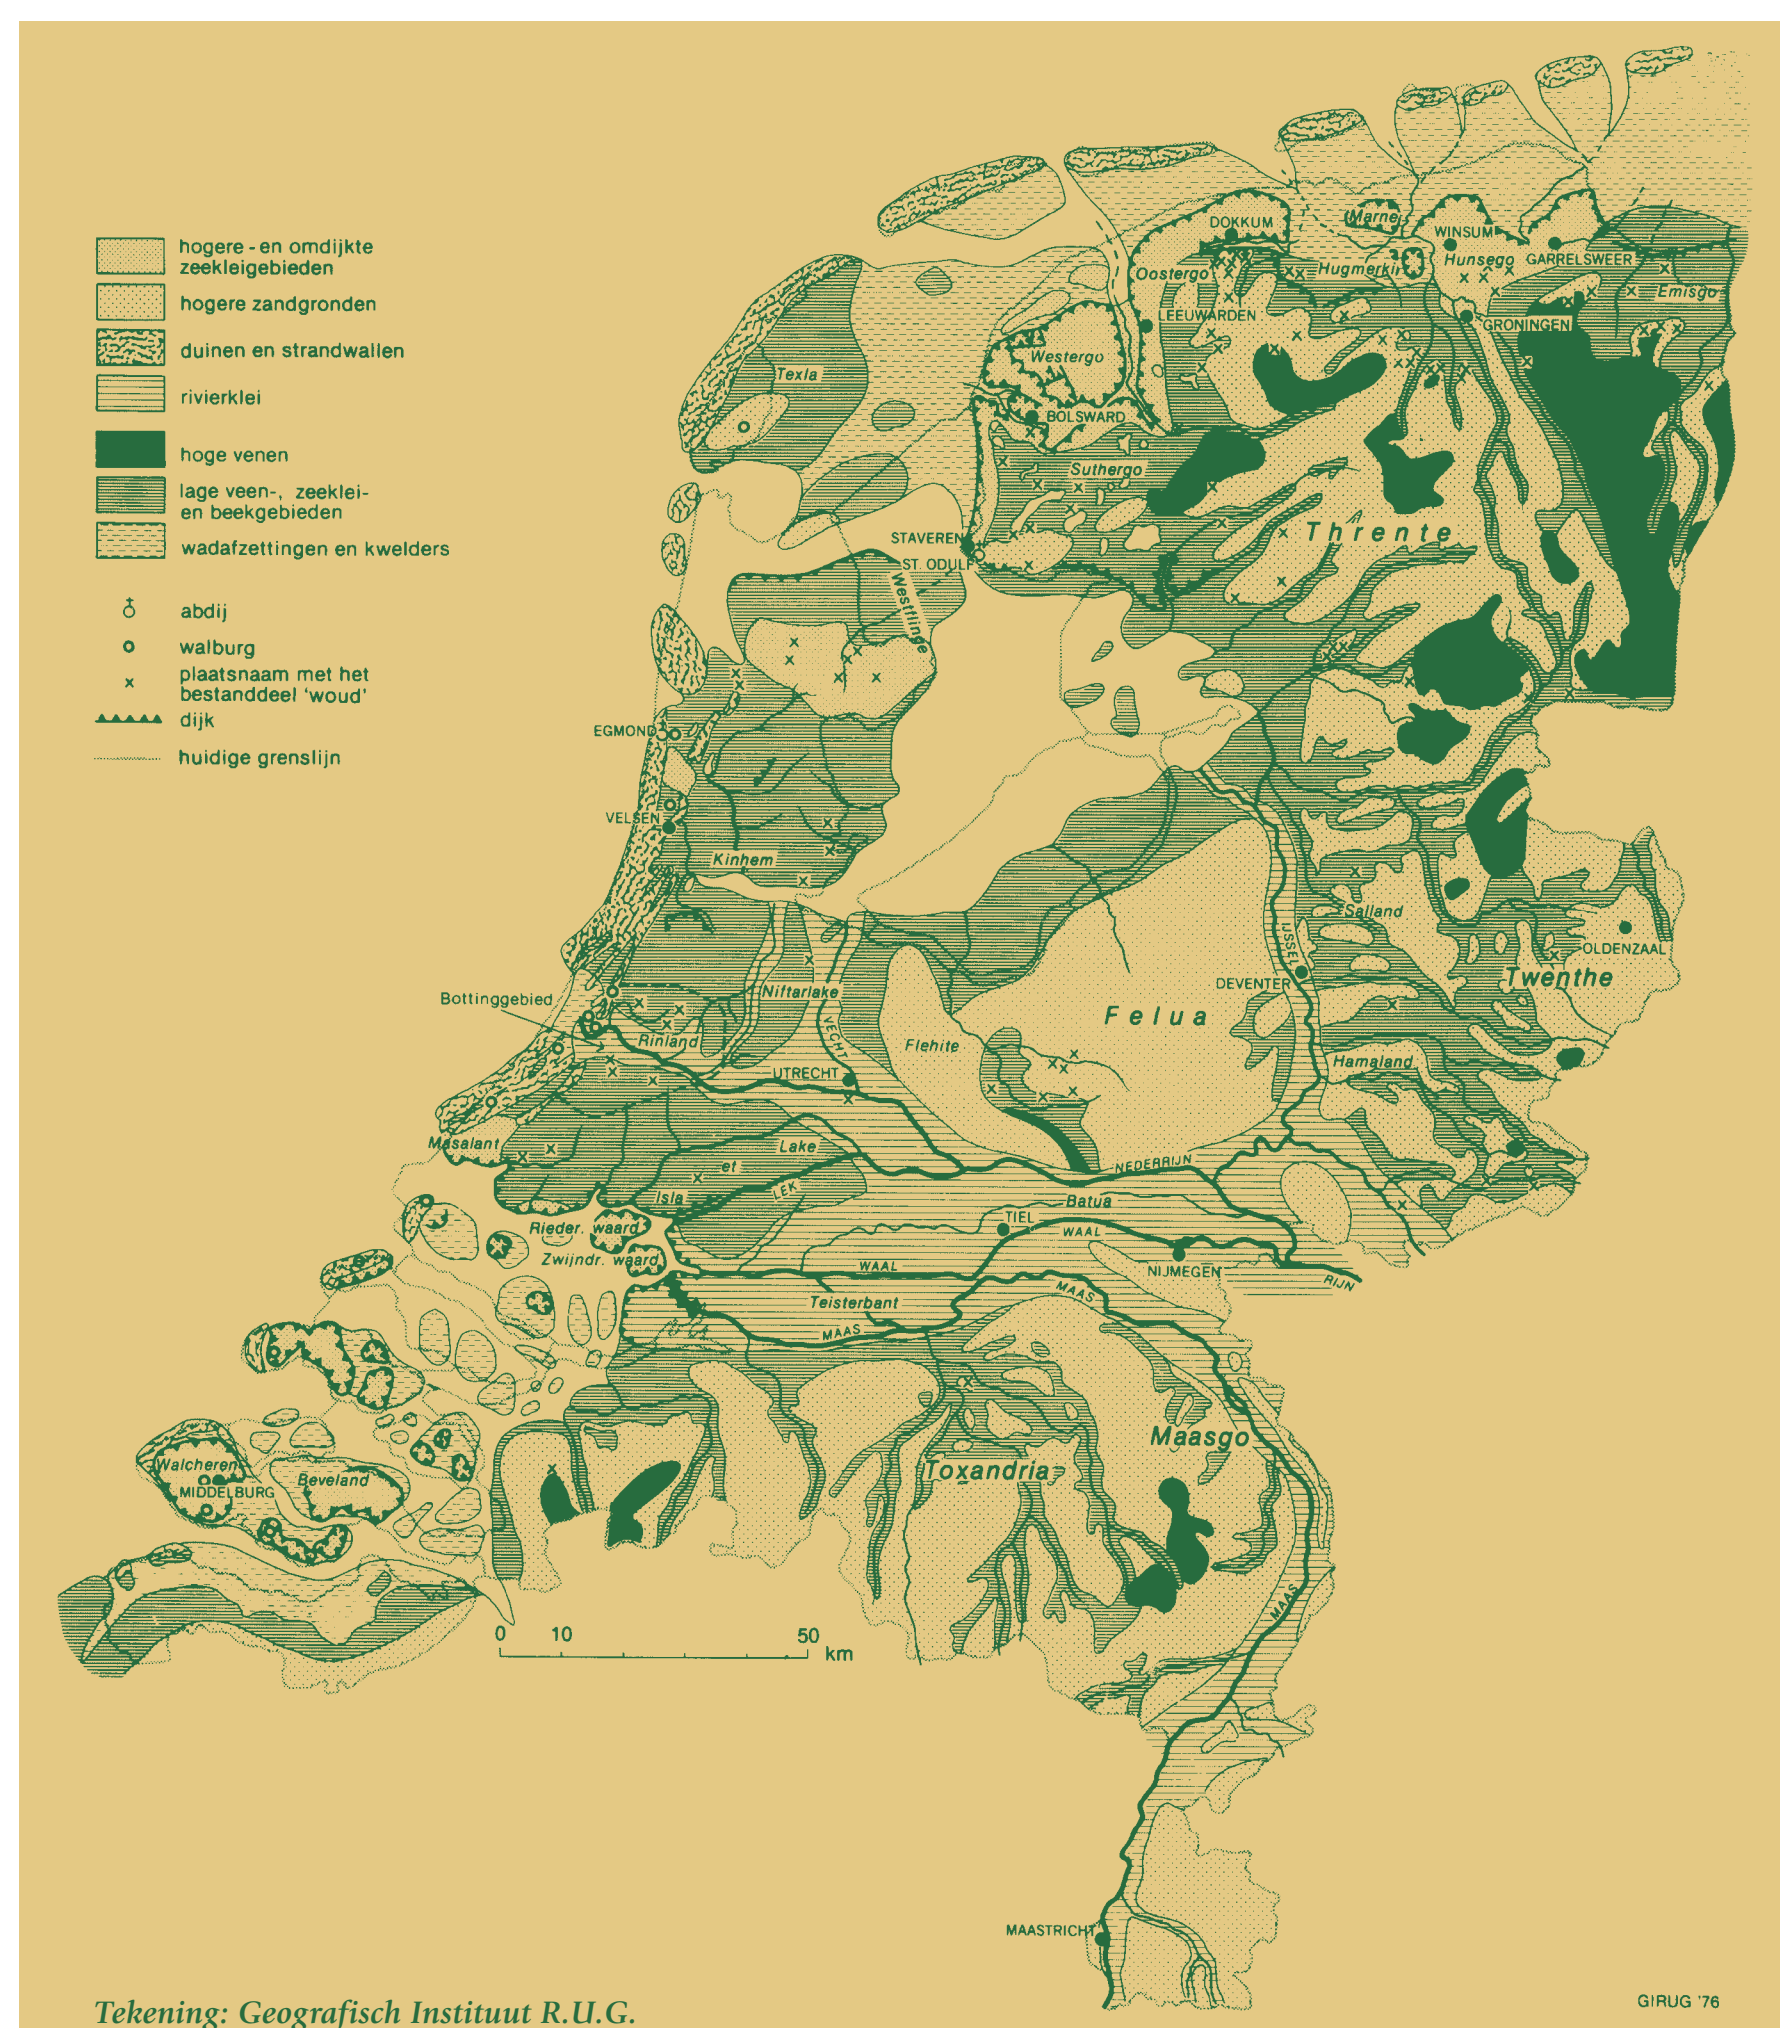 hogere - en omdijkte
zeekleigebieden
hogere zandgronden
duinen en strandwallen
rivierklei
hoge venen
lage veen-, zeeklei-
en beekgebieden
wadafzettingen en kwelders
abdij
walburg
plaatsnaam met het
bestanddeel 'woud'
dijk
huidige grenslijn
DOKKUM
Marne
WINSUM
Oostergo
Hugmerki
Hunsego
GARRELSWEER
Emisgo
LEEUWARDEN
GRONINGEN
Westergo
Texla
BOLSWARD
Suthergo
Thrente
STAVEREN
ST. ODULF
Westflinge
EGMOND
VELSEN
Kinhem
Salland
IJSSEL
OLDENZAAL
Twenthe
DEVENTER
Bottinggebied
Niftarlake
Felua
VECHT
Rinland
Flehite
Hamaland
UTRECHT
Masalant
Lake
et
Isla
LEK
NEDERRIJN
Batua
TIEL
WAAL
Rieder. waard
Zwijndr. waard
WAAL
NIJMEGEN
RIJN
MAAS
Teisterbant
MAAS
Maasgo
Walcheren
MIDDELBURG
Beveland
Toxandria
MAAS
0 10 50
km
MAASTRICHT
GIRUG '76
Tekening: Geografisch Instituut R.U.G.